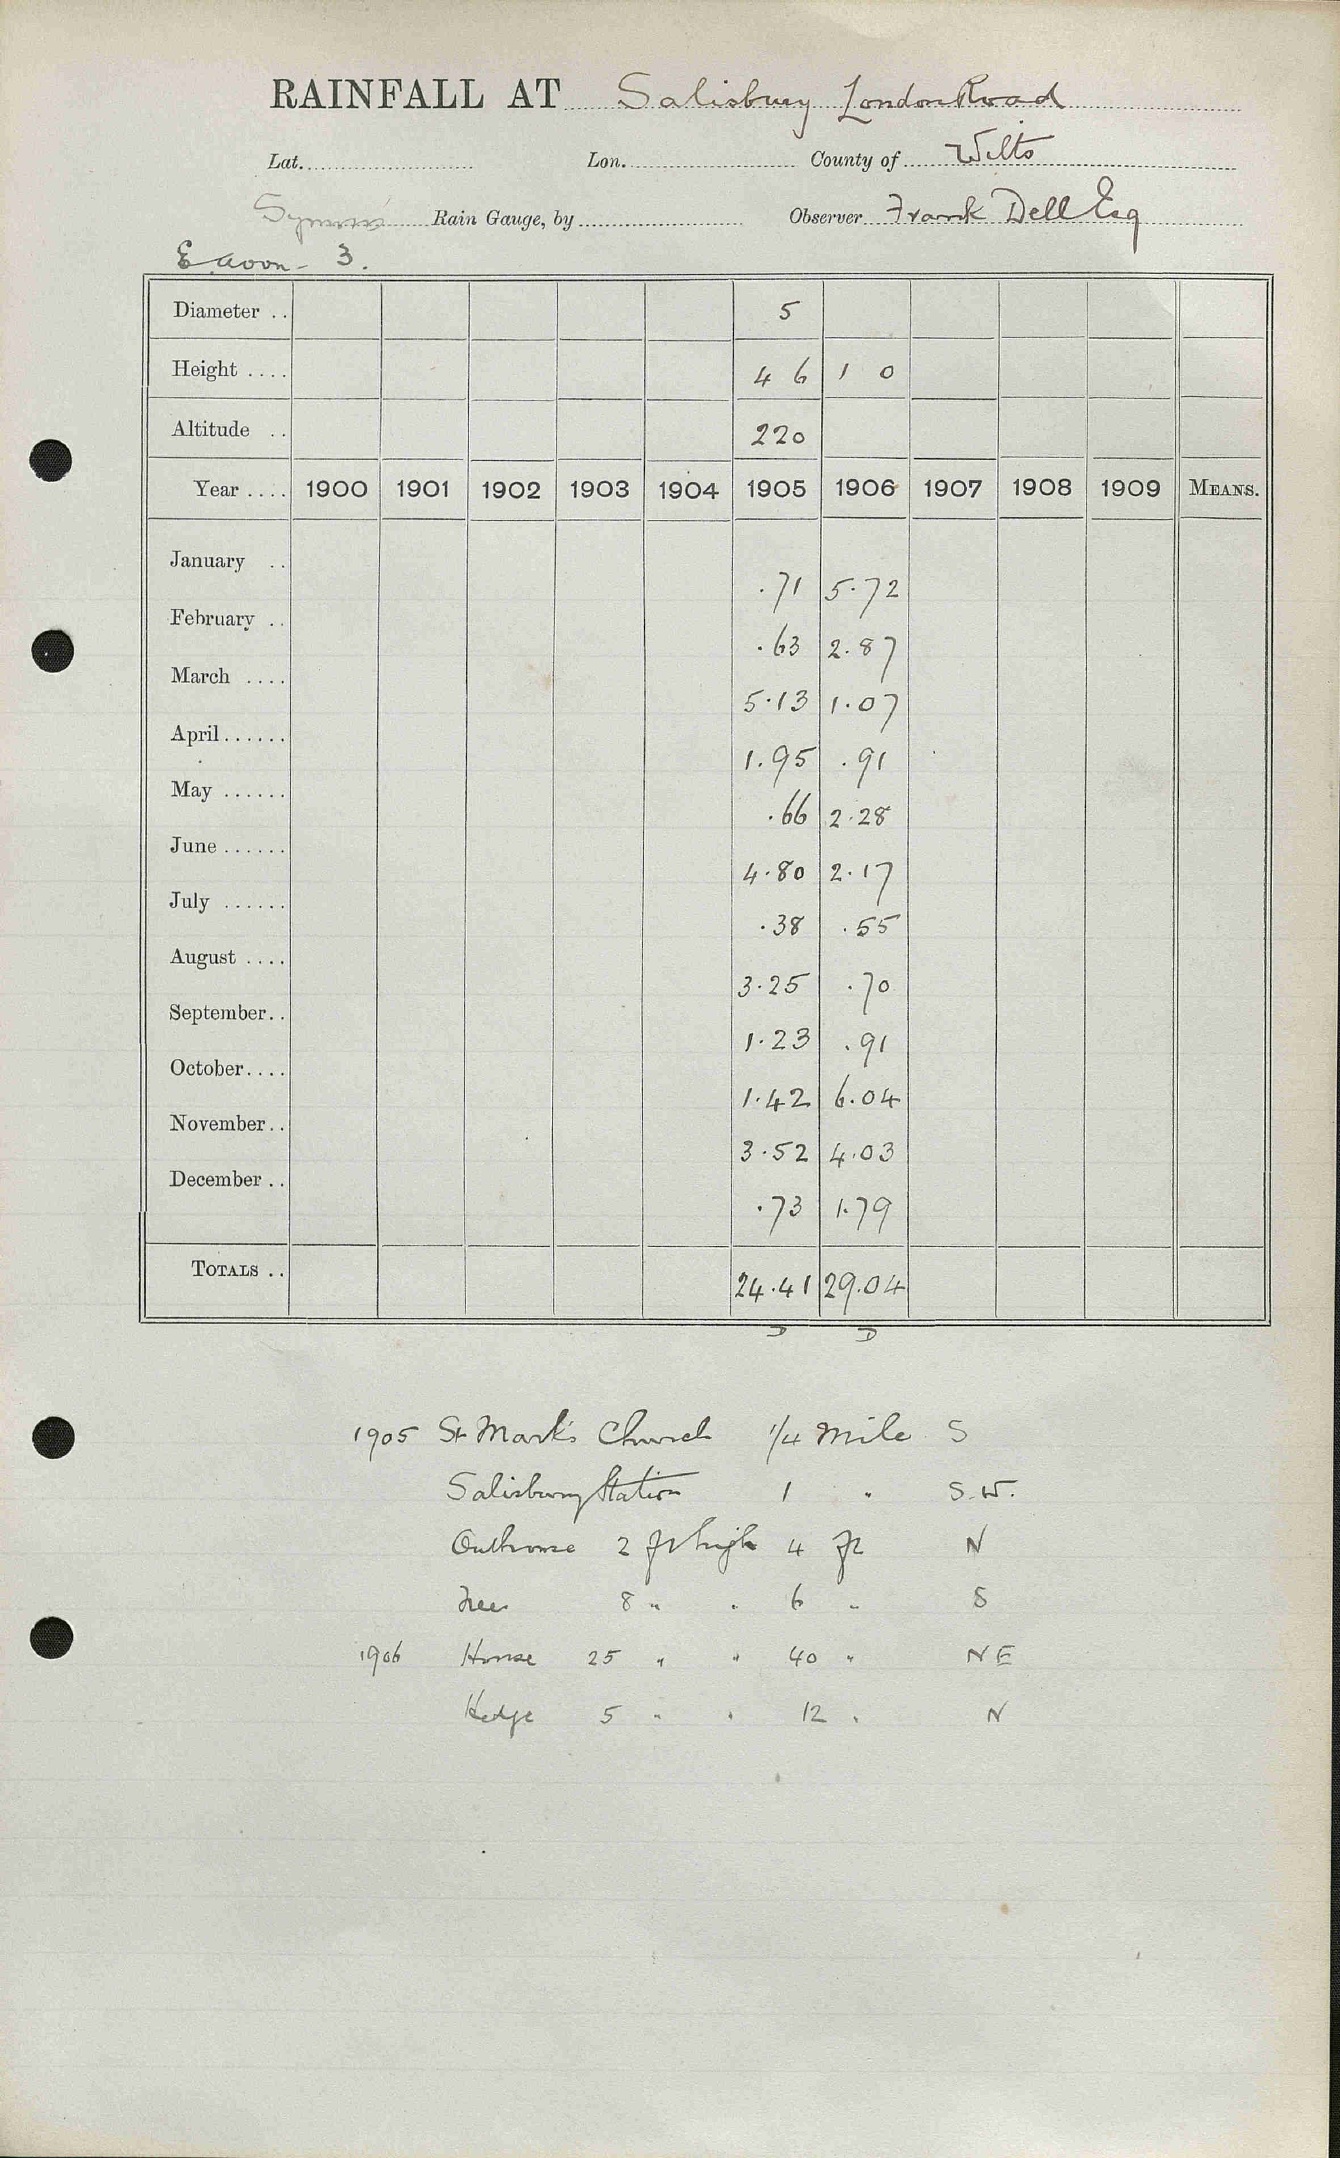 RAINFALL AT Salisbury London Road
Lat. Lon. County of Wilts
Symons's Rain Gauge, by Observer Frank Dell Esq
E. Avon - 3.
Diameter .. 5
Height .... 4 6 1 0
Altitude .. 220
Year .... 1900 1901 1902 1903 1904 1905 1906 1907 1908 1909 MEANS.
January .. .71 5.72
February .. .63 2.87
March .... 5.13 1.07
April...... 1.95 .91
May ...... .66 2.28
June ...... 4.80 2.17
July ...... .38 .55
August .... 3.25 .70
September.. 1.23 .91
October.... 1.42 6.04
November.. 3.52 4.03
December .. .73 1.79
TOTALS .. 24.41 29.04
D D
1905 St Mark's Church 1/4 Mile S
Salisbury Station 1 " S.W.
Outhouse 2 ft high 4 ft N
Trees 8 " " 6 " S
1906 House 25 " " 40 " NE
Hedge 5 " " 12 " N